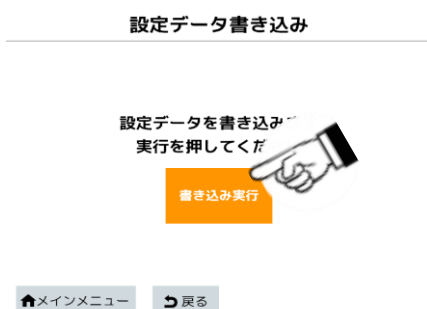 設定データ書き込み
設定データを書き込みま
実行を押してくだ
書き込み実行
メインメニュー
戻る